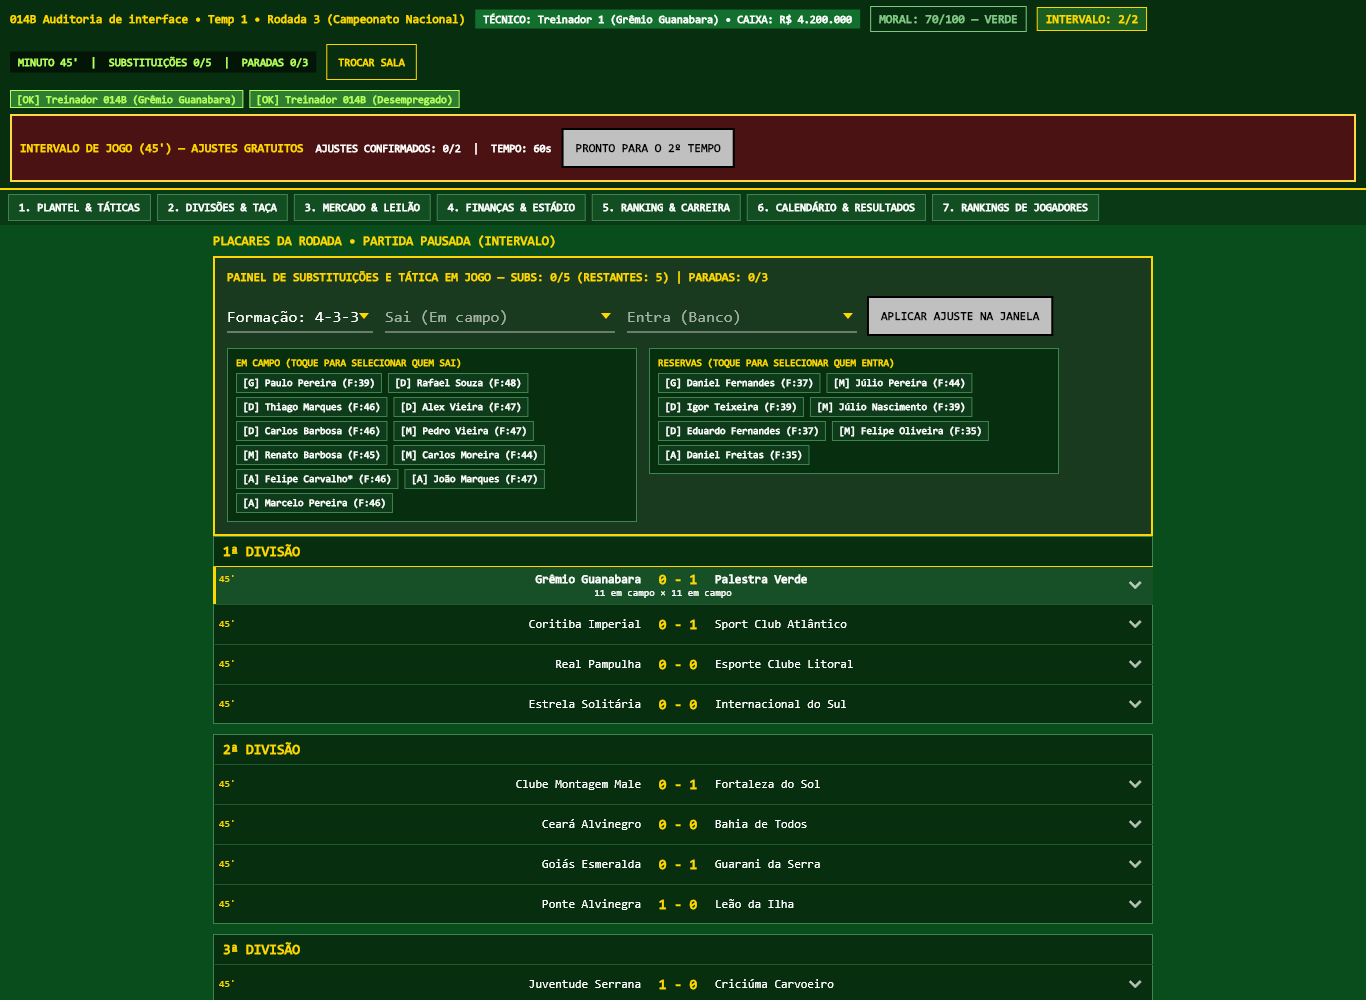 014B Auditoria de interface • Temp 1 • Rodada 3 (Campeonato Nacional) TÉCNICO: Treinador 1 (Grêmio Guanabara) • CAIXA: R$ 4.200.000 MORAL: 70/100 — VERDE INTERVALO: 2/2
MINUTO 45' | SUBSTITUIÇÕES 0/5 | PARADAS 0/3 TROCAR SALA
[OK] Treinador 014B (Grêmio Guanabara) [OK] Treinador 014B (Desempregado)
INTERVALO DE JOGO (45') — AJUSTES GRATUITOS AJUSTES CONFIRMADOS: 0/2 | TEMPO: 60s PRONTO PARA O 2º TEMPO
1. PLANTEL & TÁTICAS 2. DIVISÕES & TAÇA 3. MERCADO & LEILÃO 4. FINANÇAS & ESTÁDIO 5. RANKING & CARREIRA 6. CALENDÁRIO & RESULTADOS 7. RANKINGS DE JOGADORES
PLACARES DA RODADA • PARTIDA PAUSADA (INTERVALO)
PAINEL DE SUBSTITUIÇÕES E TÁTICA EM JOGO — SUBS: 0/5 (RESTANTES: 5) | PARADAS: 0/3
Formação: 4-3-3 Sai (Em campo) Entra (Banco) APLICAR AJUSTE NA JANELA
EM CAMPO (TOQUE PARA SELECIONAR QUEM SAI)
[G] Paulo Pereira (F:39) [D] Rafael Souza (F:48)
[D] Thiago Marques (F:46) [D] Alex Vieira (F:47)
[D] Carlos Barbosa (F:46) [M] Pedro Vieira (F:47)
[M] Renato Barbosa (F:45) [M] Carlos Moreira (F:44)
[A] Felipe Carvalho* (F:46) [A] João Marques (F:47)
[A] Marcelo Pereira (F:46)
RESERVAS (TOQUE PARA SELECIONAR QUEM ENTRA)
[G] Daniel Fernandes (F:37) [M] Júlio Pereira (F:44)
[D] Igor Teixeira (F:39) [M] Júlio Nascimento (F:39)
[D] Eduardo Fernandes (F:37) [M] Felipe Oliveira (F:35)
[A] Daniel Freitas (F:35)
1ª DIVISÃO
45' Grêmio Guanabara 0 - 1 Palestra Verde
11 em campo × 11 em campo
45' Coritiba Imperial 0 - 1 Sport Club Atlântico
45' Real Pampulha 0 - 0 Esporte Clube Litoral
45' Estrela Solitária 0 - 0 Internacional do Sul
2ª DIVISÃO
45' Clube Montagem Male 0 - 1 Fortaleza do Sol
45' Ceará Alvinegro 0 - 0 Bahia de Todos
45' Goiás Esmeralda 0 - 1 Guarani da Serra
45' Ponte Alvinegra 1 - 0 Leão da Ilha
3ª DIVISÃO
45' Juventude Serrana 1 - 0 Criciúma Carvoeiro